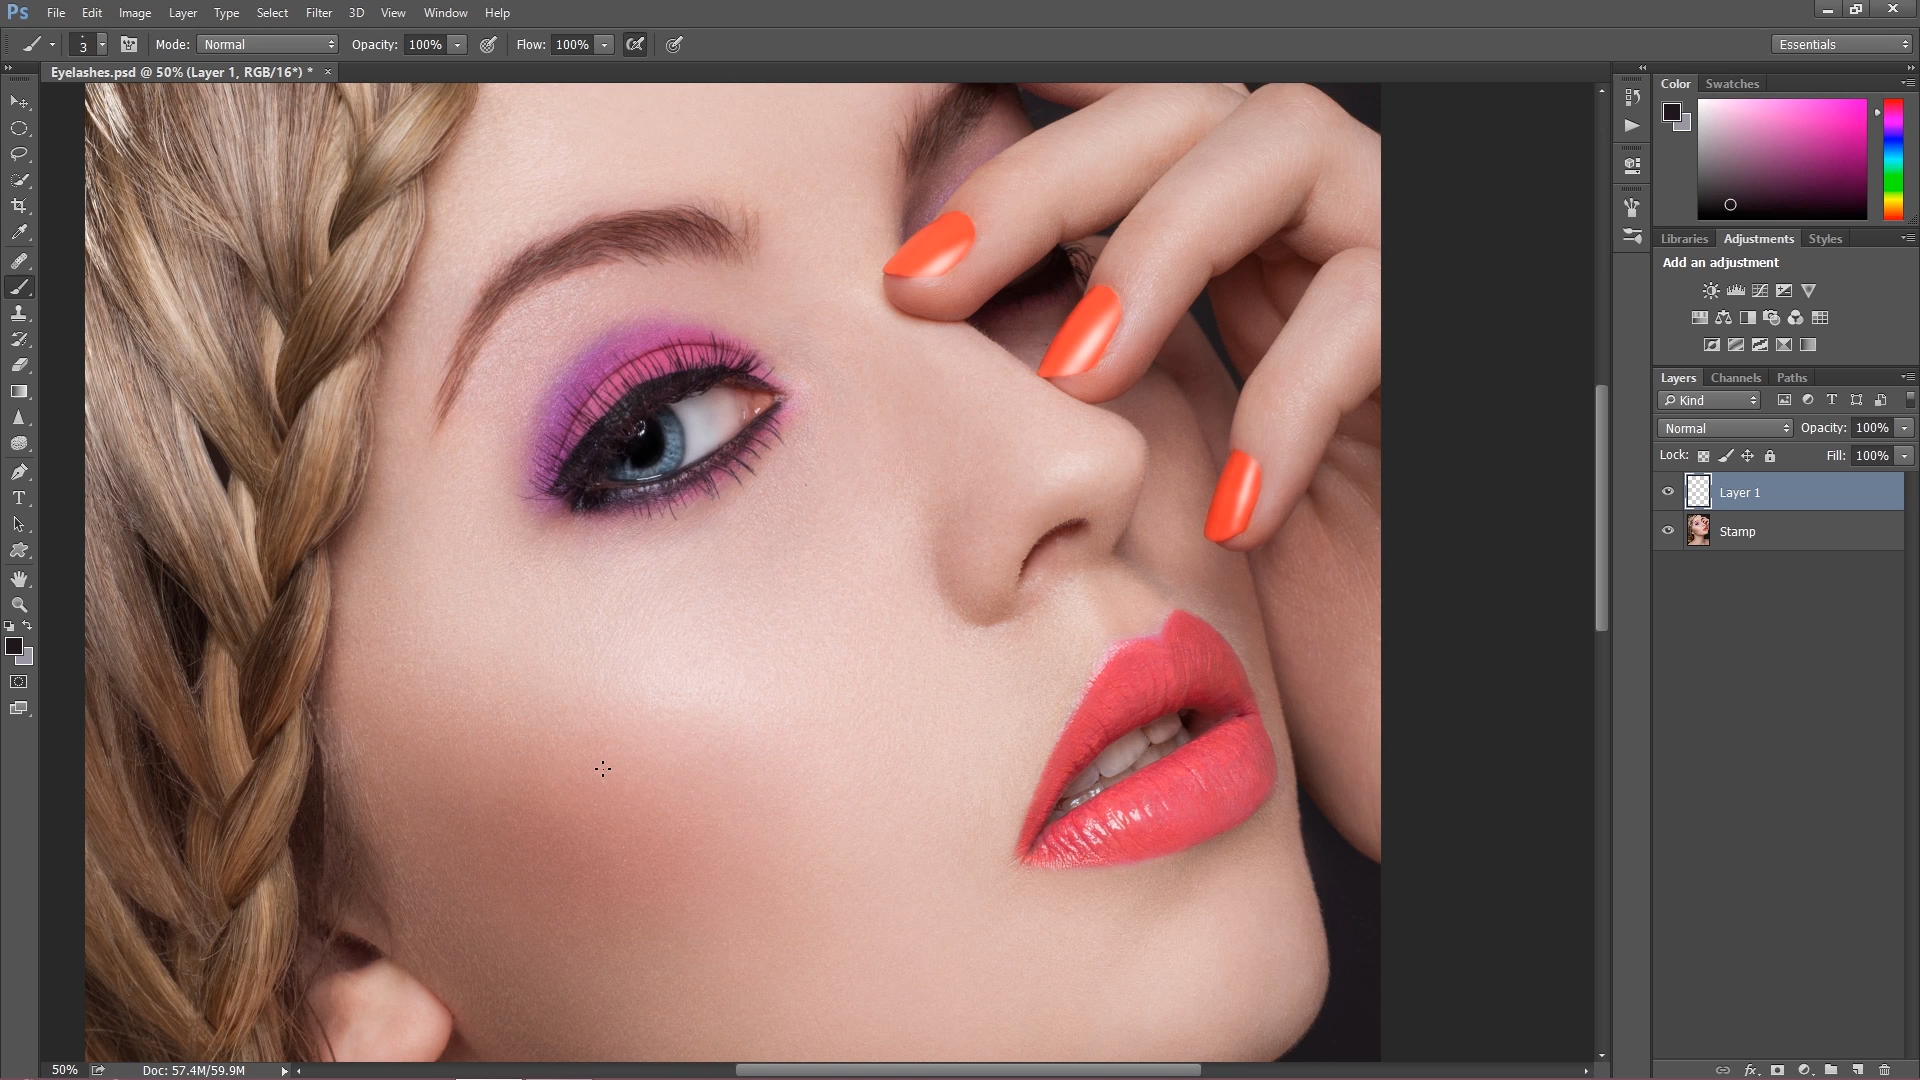 Ps File Edit Image Layer Type Select Filter 3D View Window Help
3 Mode: Normal Opacity: 100% Flow: 100% Essentials
Eyelashes.psd @ 50% (Layer 1, RGB/16*) * ×
Color Swatches
Libraries Adjustments Styles
Add an adjustment
Layers Channels Paths
Kind T
Normal Opacity: 100%
Lock: Fill: 100%
Layer 1
Stamp
T
fx
50% Doc: 57.4M/59.9M